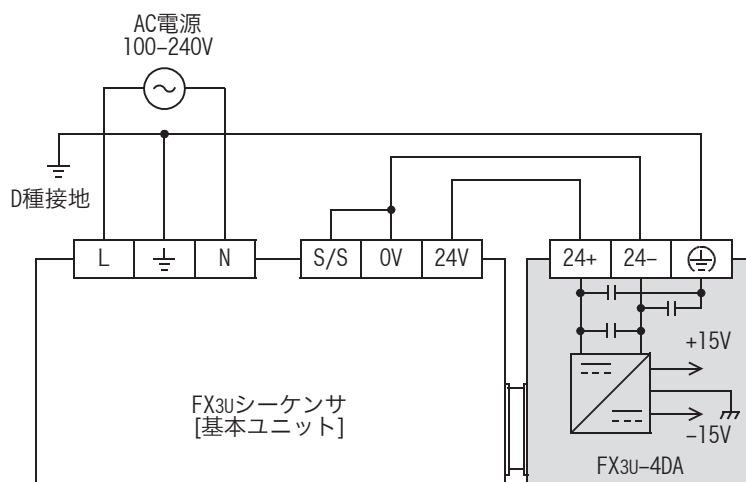 AC電源
100-240V
D種接地
L
N
S/S
0V
24V
24+
24-
+15V
-15V
FX3Uシーケンサ
[基本ユニット]
FX3U-4DA